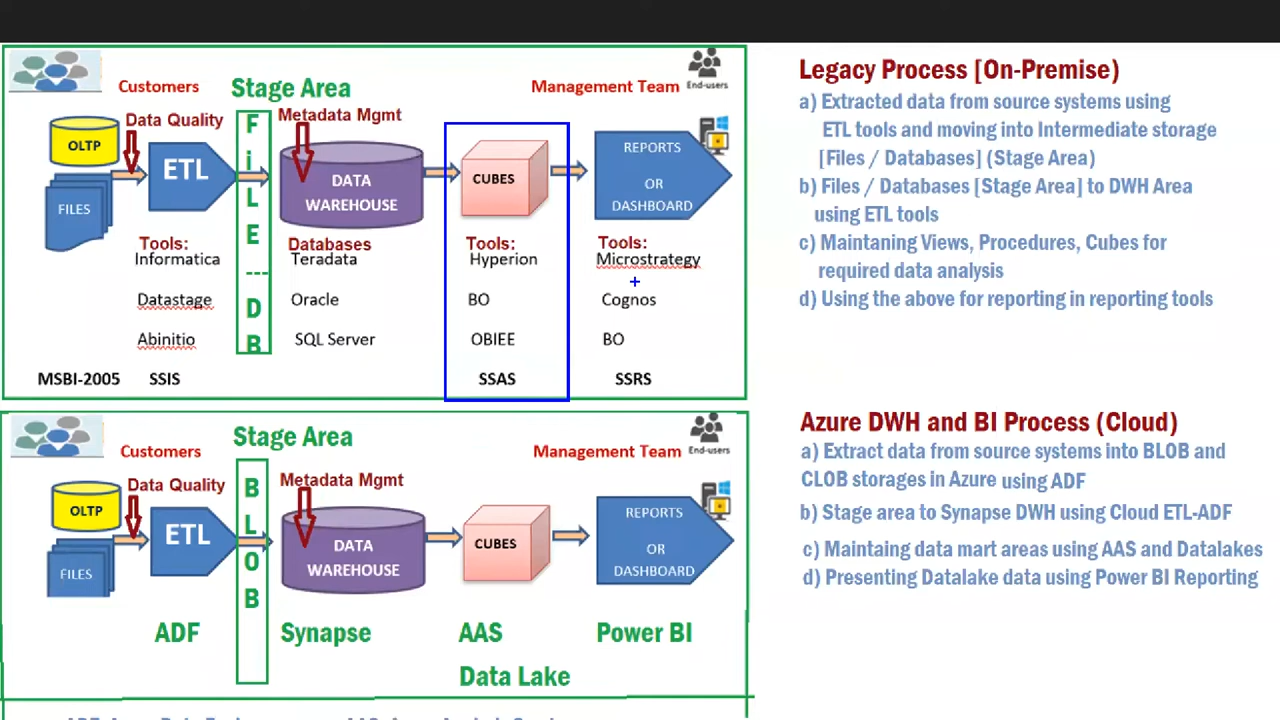 Customers
Stage Area
Management Team
End-users
Data Quality
Metadata Mgmt
OLTP
FILES
ETL
F
i
L
E
---
D
B
DATA
WAREHOUSE
CUBES
REPORTS
OR
DASHBOARD
Tools:
Informatica
Datastage
Abinitio
Databases
Teradata
Oracle
SQL Server
Tools:
Hyperion
BO
OBIEE
Tools:
Microstrategy
Cognos
BO
MSBI-2005 SSIS SSAS SSRS
Legacy Process [On-Premise)
a) Extracted data from source systems using
ETL tools and moving into Intermediate storage
[Files / Databases] (Stage Area)
b) Files / Databases [Stage Area] to DWH Area
using ETL tools
c) Maintaning Views, Procedures, Cubes for
required data analysis
d) Using the above for reporting in reporting tools
Customers
Stage Area
Management Team
End-users
Data Quality
Metadata Mgmt
OLTP
FILES
ETL
B
L
O
B
DATA
WAREHOUSE
CUBES
REPORTS
OR
DASHBOARD
ADF Synapse AAS Power BI
Data Lake
Azure DWH and BI Process (Cloud)
a) Extract data from source systems into BLOB and
CLOB storages in Azure using ADF
b) Stage area to Synapse DWH using Cloud ETL-ADF
c) Maintaing data mart areas using AAS and Datalakes
d) Presenting Datalake data using Power BI Reporting